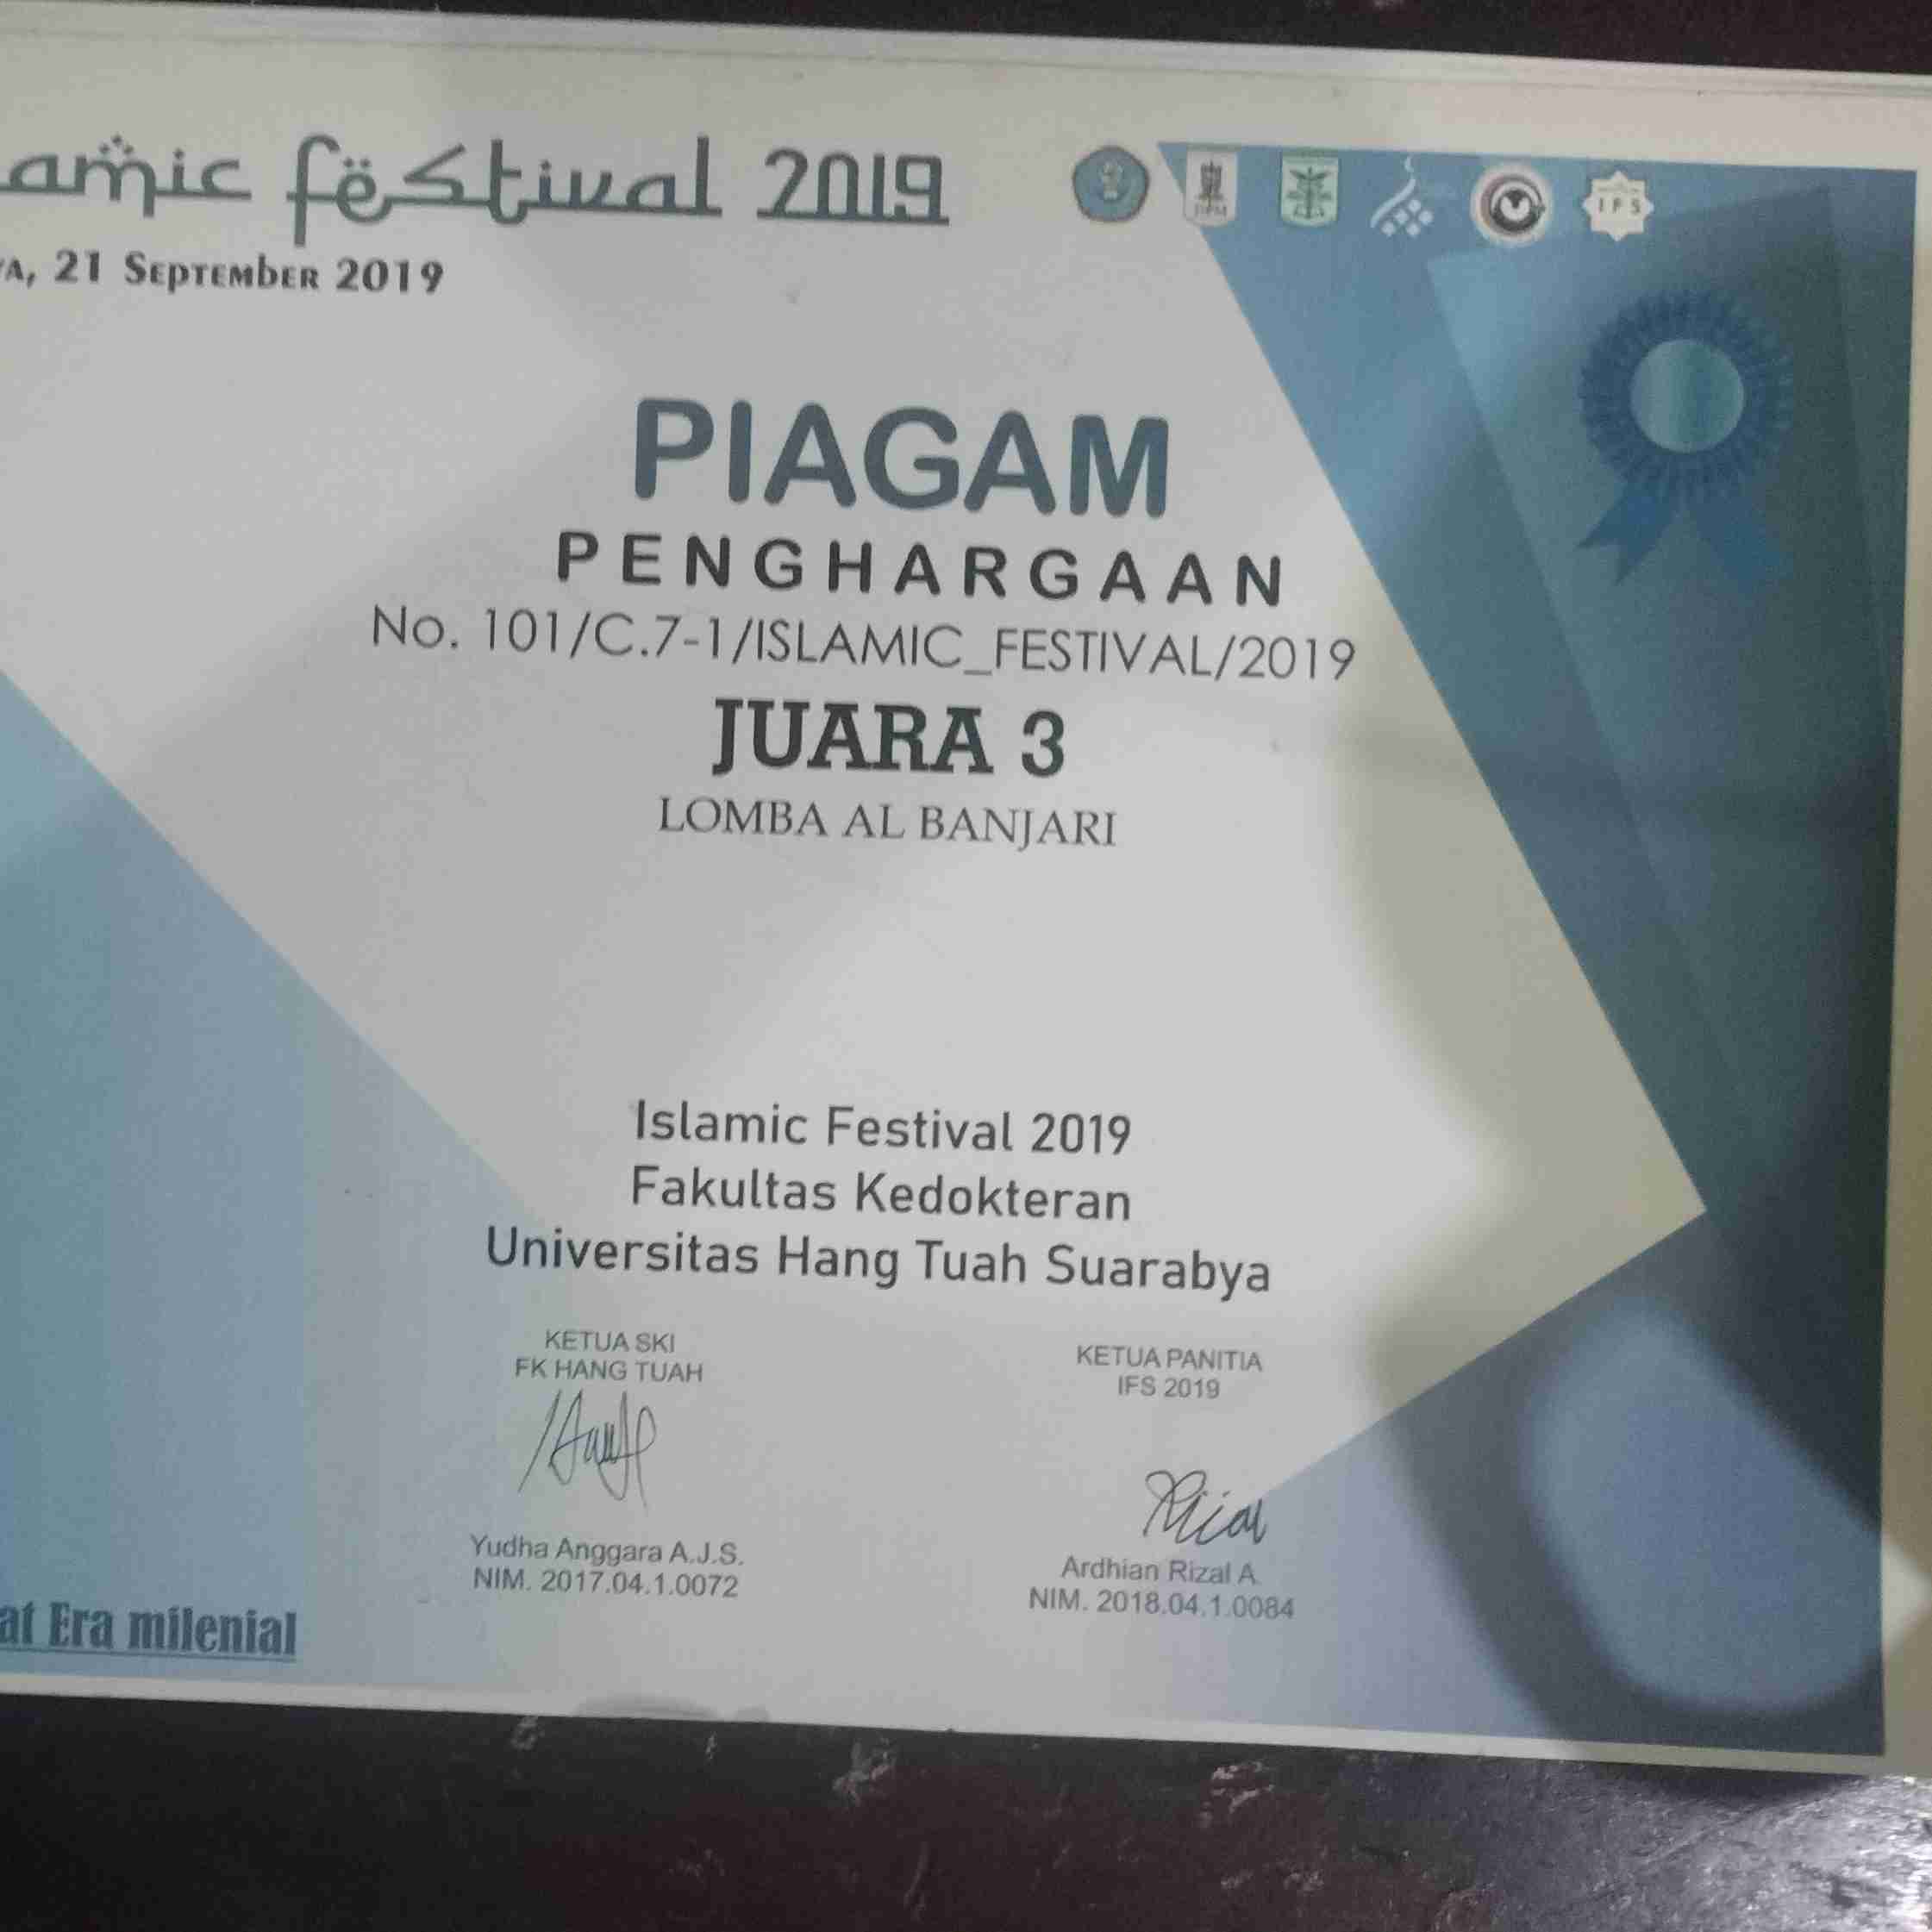 amic festival 2019
A, 21 September 2019
IFS
PIAGAM
PENGHARGAAN
No. 101/C.7-1/ISLAMIC_FESTIVAL/2019
JUARA 3
LOMBA AL BANJARI
Islamic Festival 2019
Fakultas Kedokteran
Universitas Hang Tuah Suarabya
KETUA SKI
FK HANG TUAH
KETUA PANITIA
IFS 2019
Yudha Anggara A.J.S.
NIM. 2017.04.1.0072
Ardhian Rizal A
NIM. 2018.04.1.0084
at Era milenial